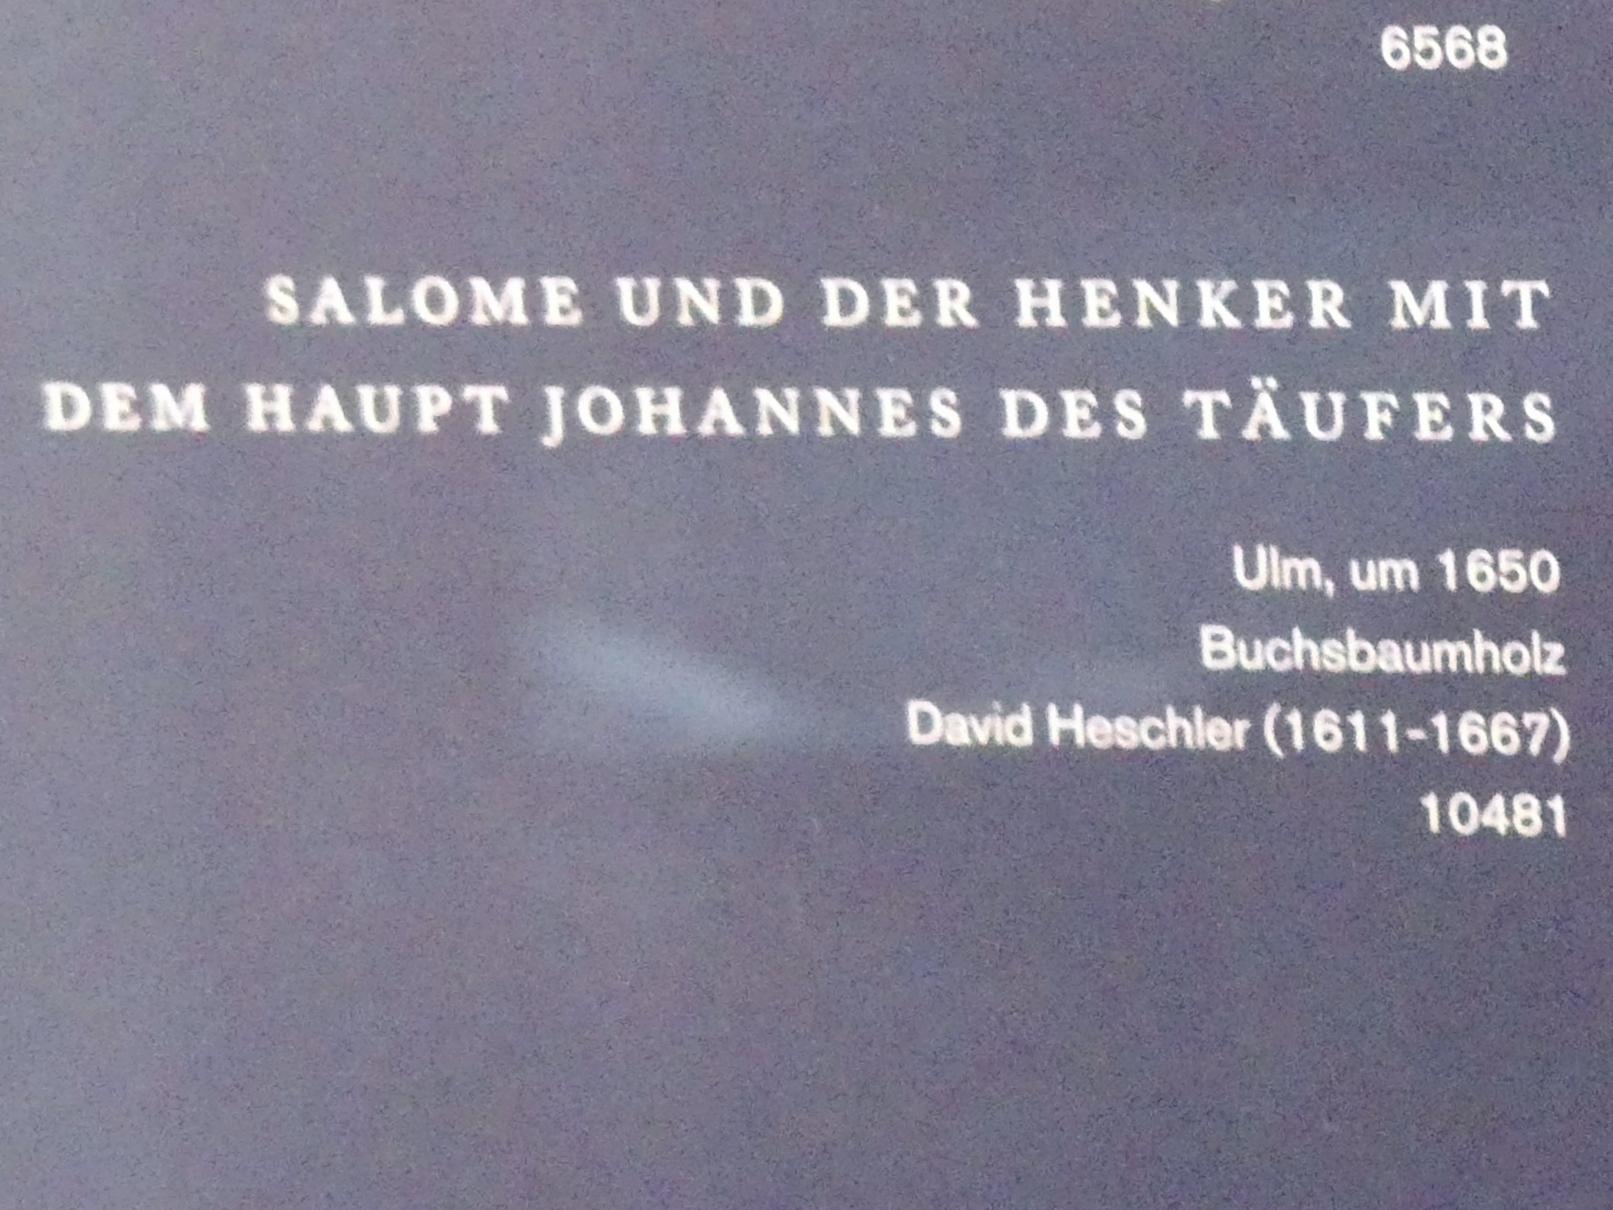 6568
SALOME UND DER HENKER MIT
DEM HAUPT JOHANNES DES TÄUFERS
Ulm, um 1650
Buchsbaumholz
David Heschler (1611-1667)
10481